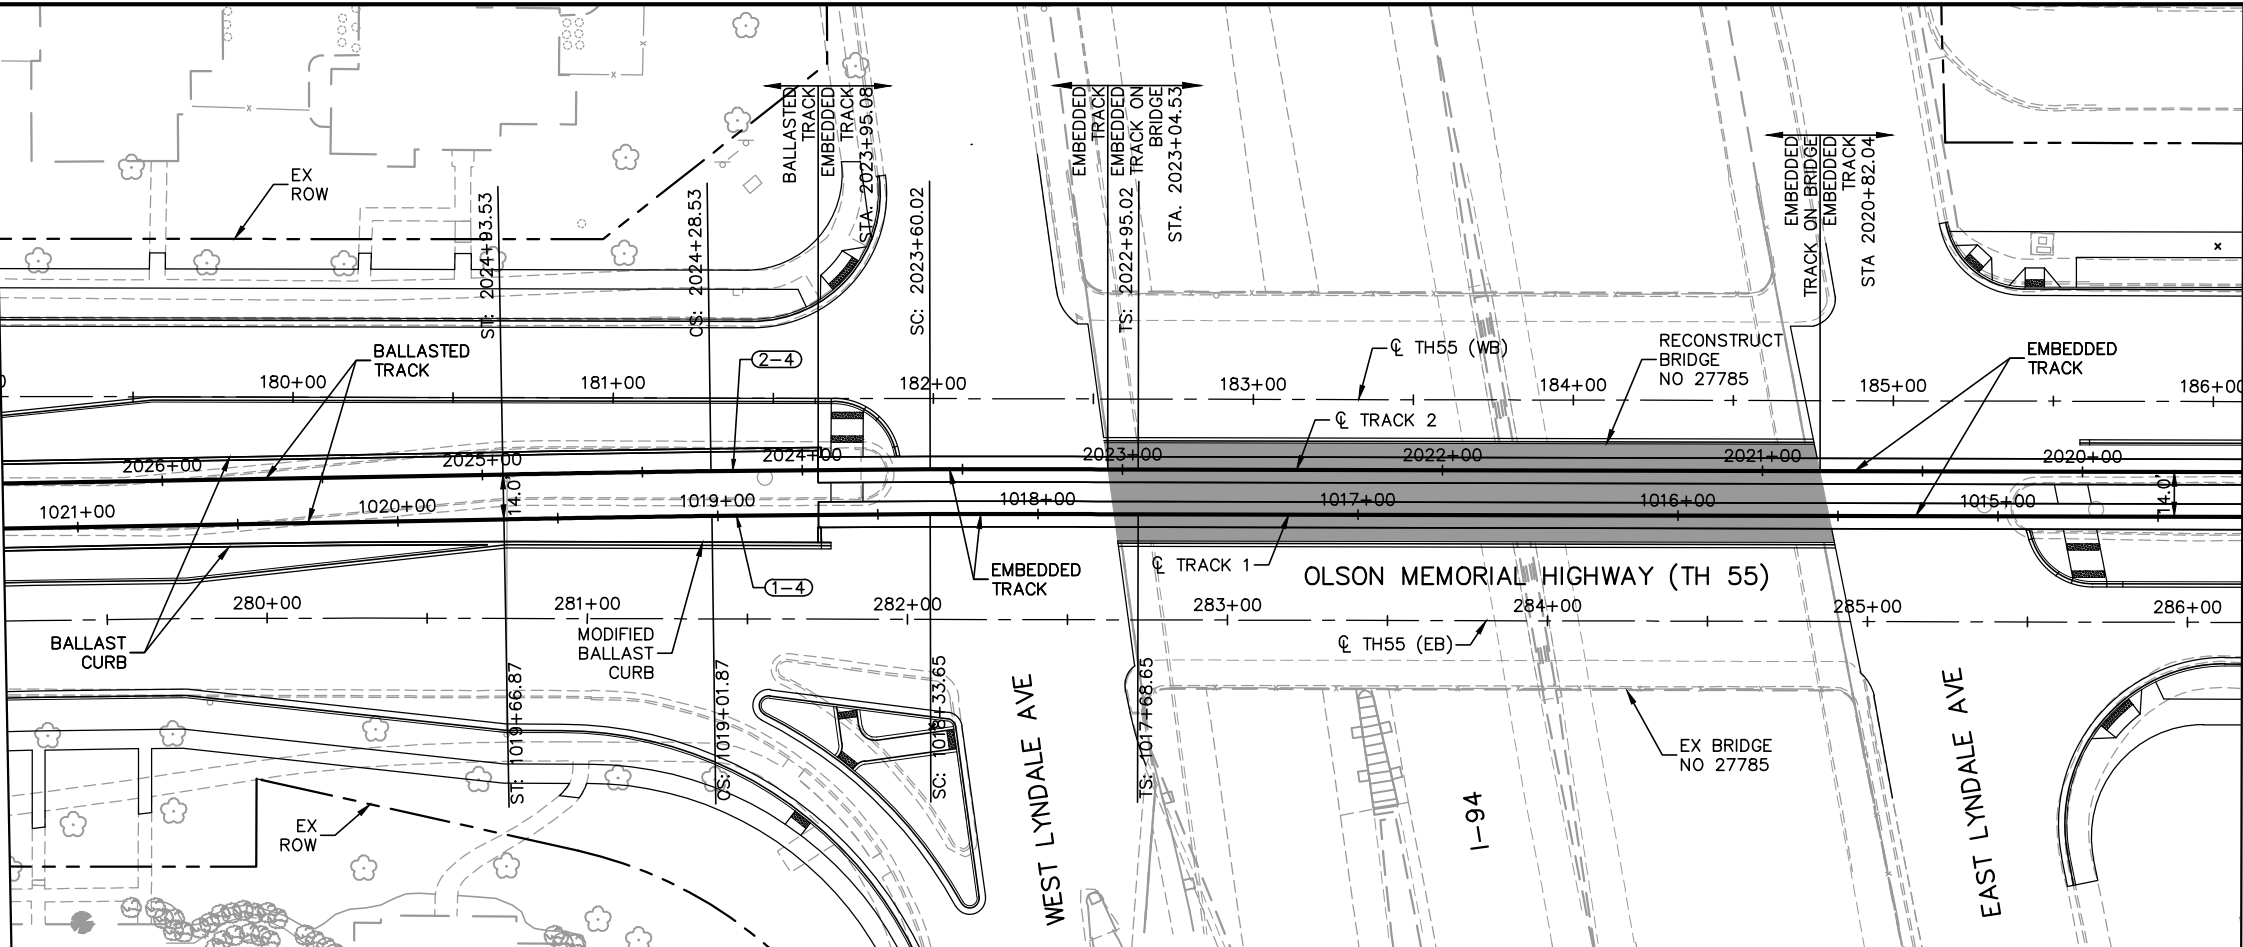 BALLASTED
TRACK
EMBEDDED
TRACK
STA. 2023+95.08
EMBEDDED
TRACK
EMBEDDED
TRACK ON
BRIDGE
STA. 2023+04.53
EMBEDDED
TRACK ON BRIDGE
EMBEDDED
TRACK
STA 2020+82.04
EX
ROW
ST: 2024+93.53
CS: 2024+28.53
SC: 2023+60.02
TS: 2022+95.02
BALLASTED
TRACK
2-4
℄ TH55 (WB)
RECONSTRUCT
BRIDGE
NO 27785
EMBEDDED
TRACK
180+00
181+00
182+00
183+00
184+00
185+00
186+00
℄ TRACK 2
2026+00
2025+00
2024+00
2023+00
2022+00
2021+00
2020+00
14.0'
14.0'
1021+00
1020+00
1019+00
1018+00
1017+00
1016+00
1015+00
℄ TRACK 1
EMBEDDED
TRACK
1-4
OLSON MEMORIAL HIGHWAY (TH 55)
280+00
281+00
282+00
283+00
284+00
285+00
286+00
BALLAST
CURB
MODIFIED
BALLAST
CURB
℄ TH55 (EB)
ST: 1019+66.87
CS: 1019+01.87
SC: 1018+33.65
TS: 1017+68.65
WEST LYNDALE AVE
EX BRIDGE
NO 27785
I-94
EAST LYNDALE AVE
EX
ROW